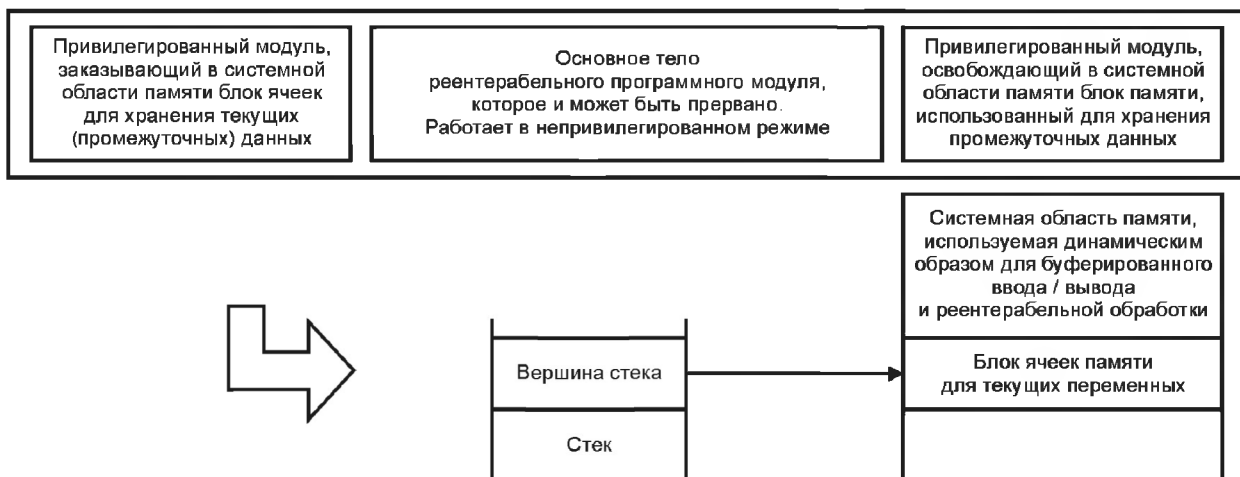 Привилегированный модуль,
заказывающий в системной
области памяти блок ячеек
для хранения текущих
(промежуточных) данных
Основное тело
реентерабельного программного модуля,
которое и может быть прервано.
Работает в непривилегированном режиме
Привилегированный модуль,
освобождающий в системной
области памяти блок памяти,
использованный для хранения
промежуточных данных
Системная область памяти,
используемая динамическим
образом для буферированного
ввода / вывода
и реентерабельной обработки
Вершина стека
Блок ячеек памяти
для текущих переменных
Стек